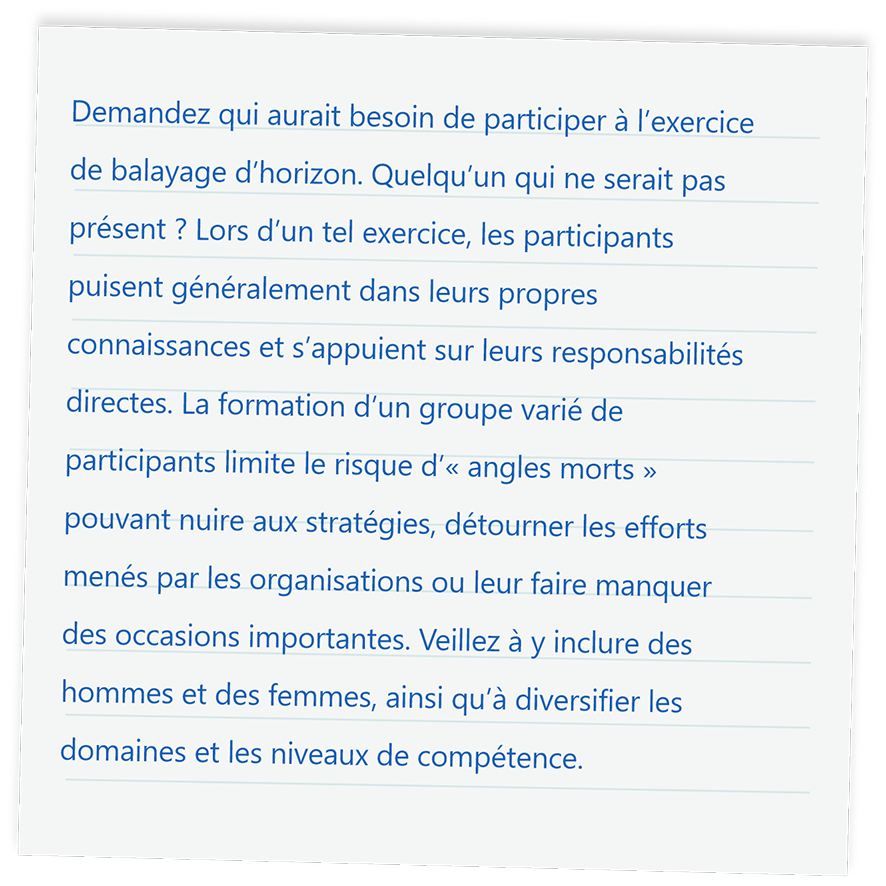 Demandez qui aurait besoin de participer à l’exercice
de balayage d’horizon. Quelqu’un qui ne serait pas
présent ? Lors d’un tel exercice, les participants
puisent généralement dans leurs propres
connaissances et s’appuient sur leurs responsabilités
directes. La formation d’un groupe varié de
participants limite le risque d’« angles morts »
pouvant nuire aux stratégies, détourner les efforts
menés par les organisations ou leur faire manquer
des occasions importantes. Veillez à y inclure des
hommes et des femmes, ainsi qu’à diversifier les
domaines et les niveaux de compétence.